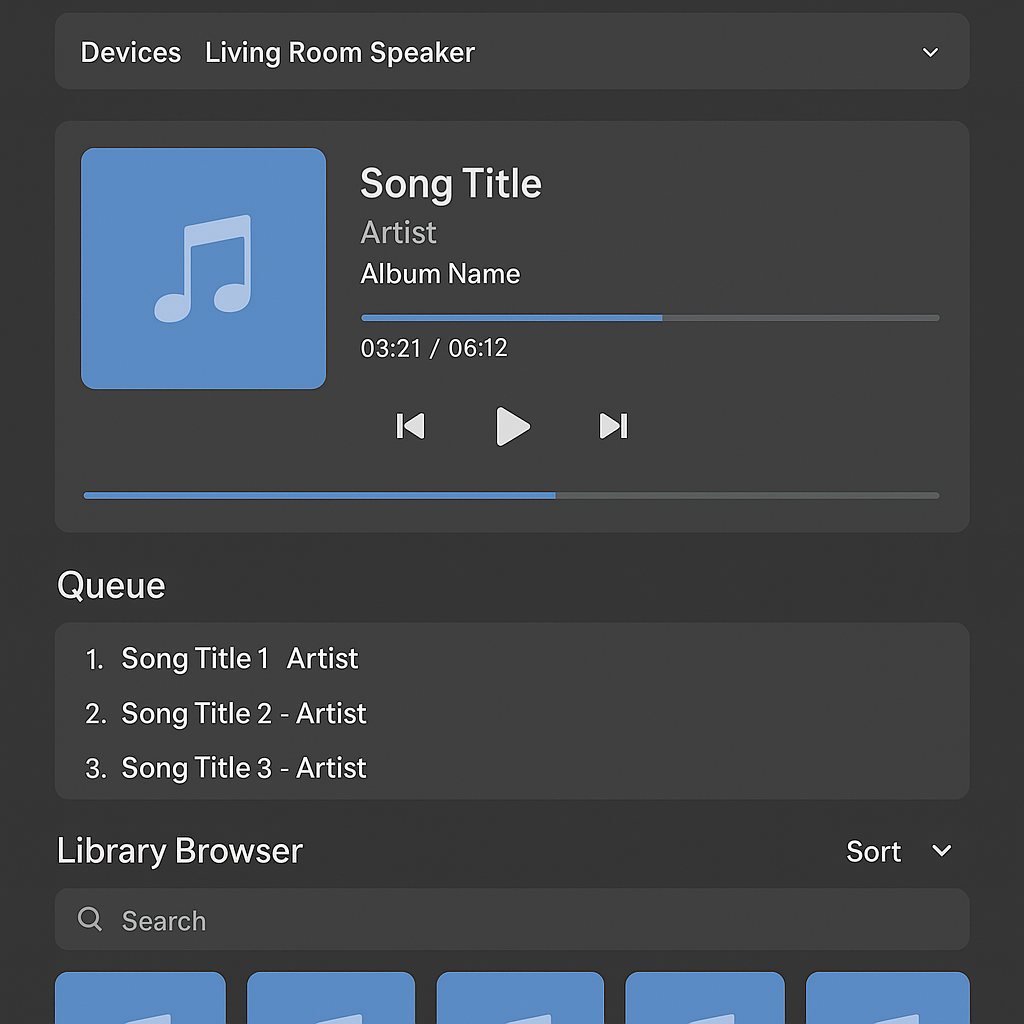 Devices Living Room Speaker
Song Title
Artist
Album Name
03:21 / 06:12
Queue
1. Song Title 1 Artist
2. Song Title 2 - Artist
3. Song Title 3 - Artist
Library Browser
Sort
Search